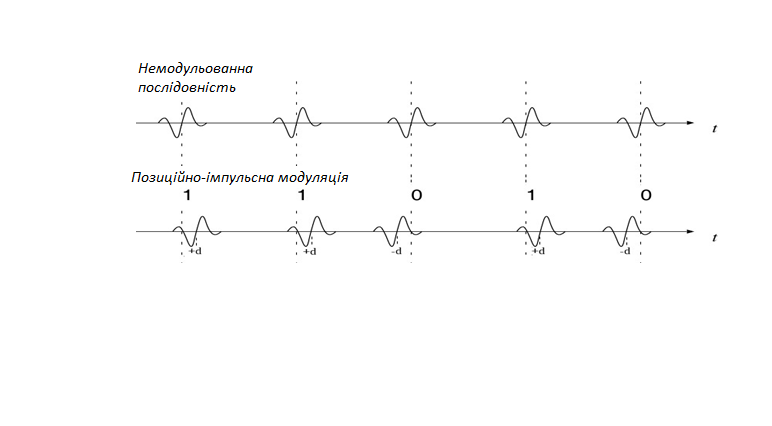 Немодульованна
послідовність
t
Позиційно-імпульсна модуляція
1 1 0 1 0
t
+d +d -d +d -d